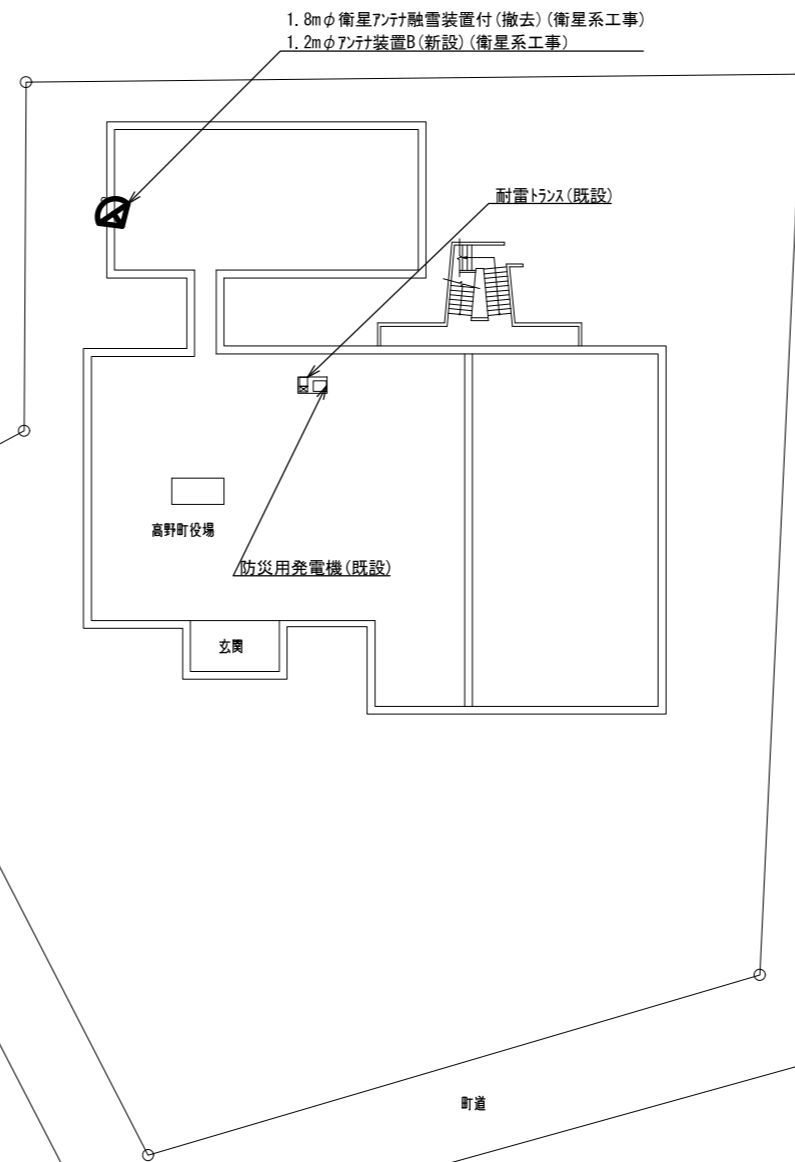 1.8mφ衛星ｱﾝﾃﾅ融雪装置付(撤去)(衛星系工事)
1.2mφｱﾝﾃﾅ装置B(新設)(衛星系工事)
耐雷ﾄﾗﾝｽ(既設)
高野町役場
防災用発電機(既設)
玄関
町道